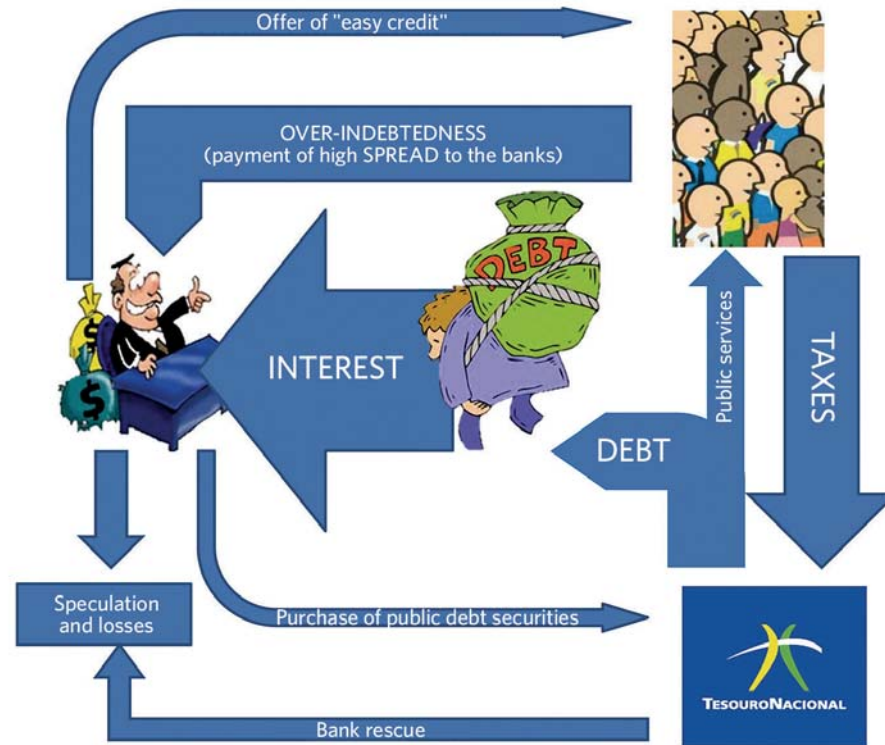 Offer of "easy credit"
OVER-INDEBTEDNESS
(payment of high SPREAD to the banks)
DEBT
INTEREST
Public services
TAXES
DEBT
$
$
Speculation
and losses
Purchase of public debt securities
TESOURONACIONAL
Bank rescue